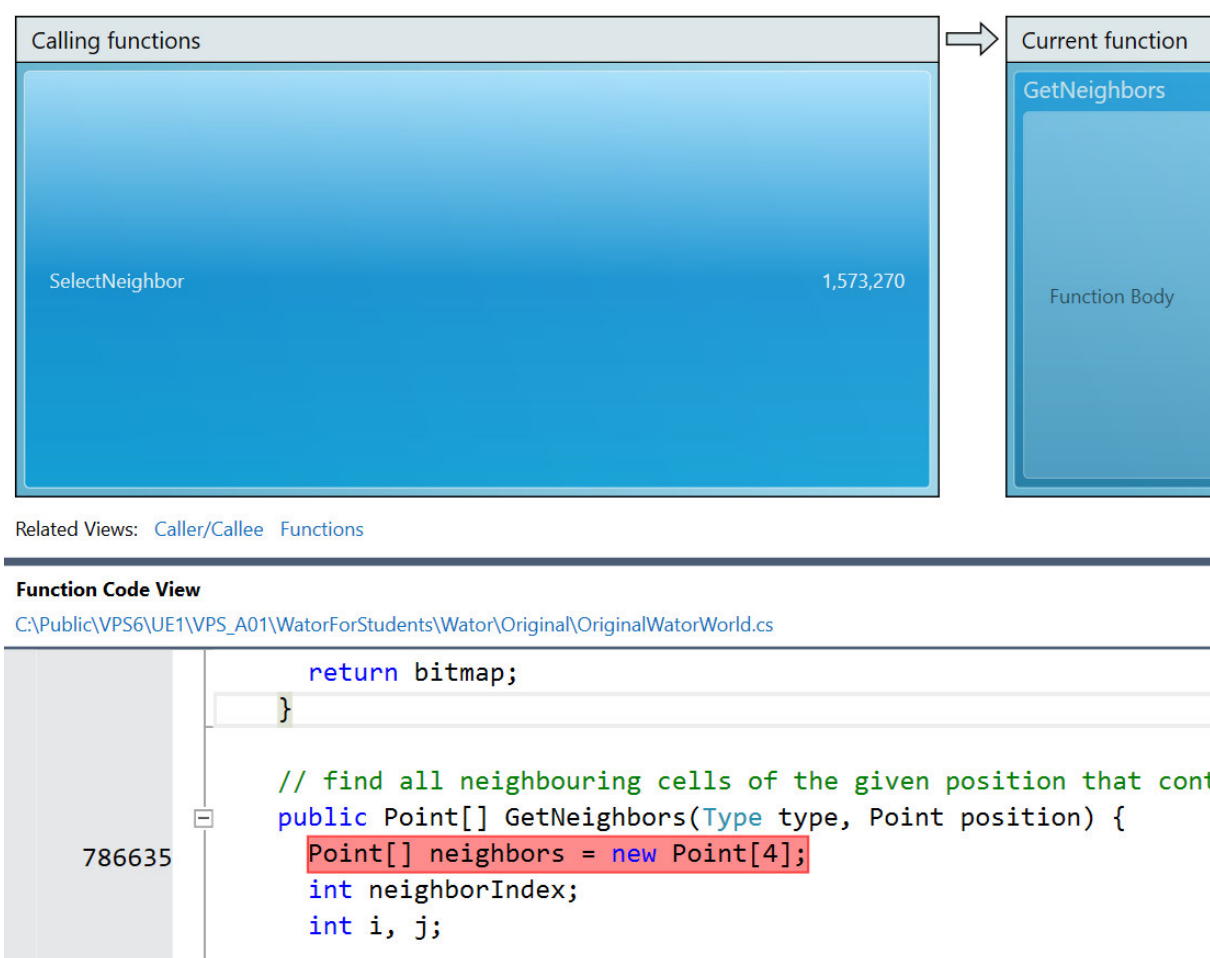 Calling functions
Current function
GetNeighbors
SelectNeighbor 1,573,270
Function Body
Related Views: Caller/Callee Functions
Function Code View
C:\Public\VPS6\UE1\VPS_A01\WatorForStudents\Wator\Original\OriginalWatorWorld.cs
return bitmap;
}
// find all neighbouring cells of the given position that cont
public Point[] GetNeighbors(Type type, Point position) {
786635 Point[] neighbors = new Point[4];
int neighborIndex;
int i, j;